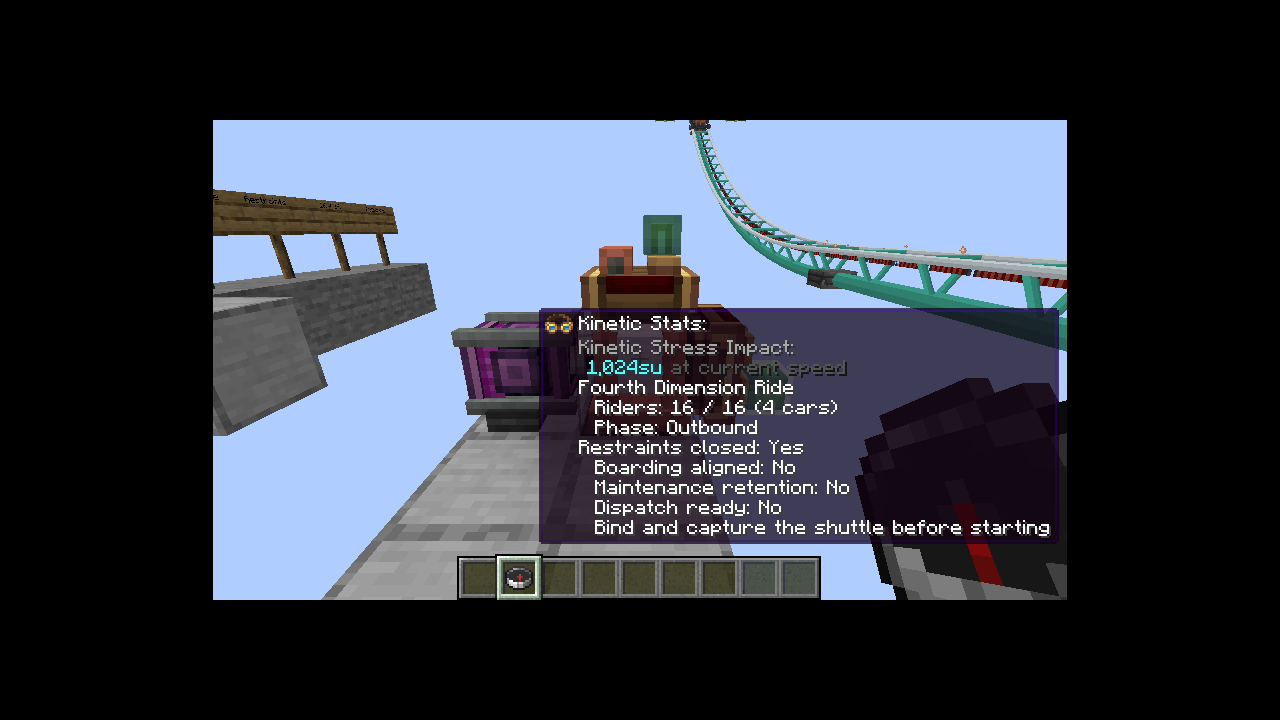 Restraints
Kinetic Stats:
Kinetic Stress Impact:
1,024su at current speed
Fourth Dimension Ride
Riders: 16 / 16 (4 cars)
Phase: Outbound
Restraints closed: Yes
Boarding aligned: No
Maintenance retention: No
Dispatch ready: No
Bind and capture the shuttle before starting